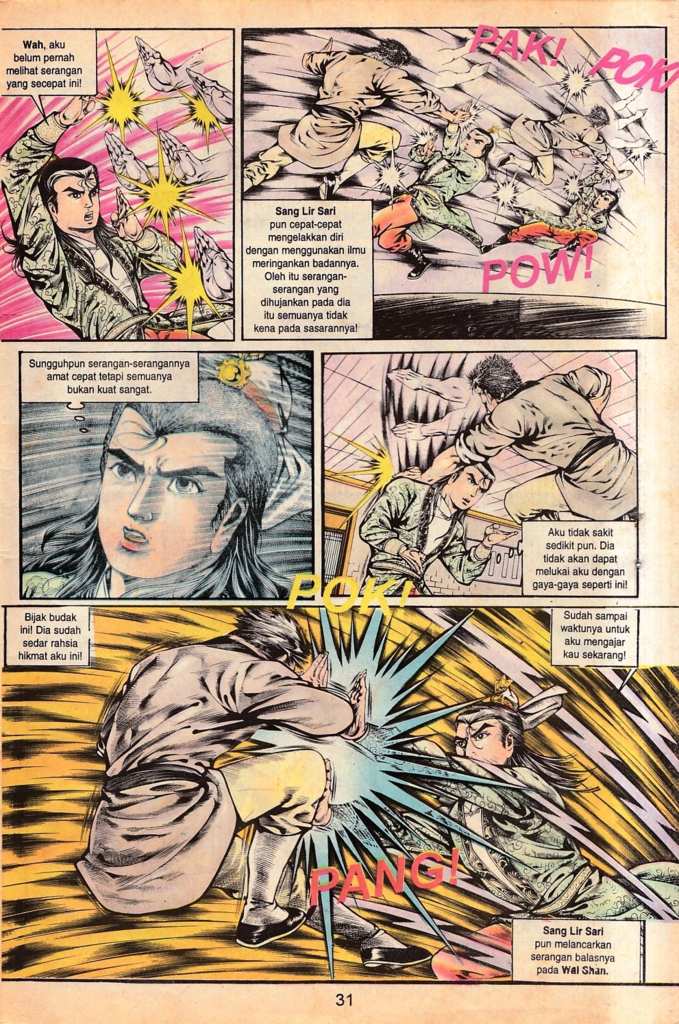 Wah, aku
belum pernah
melihat serangan
yang secepat ini!
PAK!
POK!
Sang Lir Sari
pun cepat-cepat
mengelakkan diri
dengan menggunakan ilmu
meringankan badannya.
Oleh itu serangan-
serangan yang
dihujankan pada dia
itu semuanya tidak
kena pada sasarannya!
POW!
Sungguhpun serangan-serangannya
amat cepat tetapi semuanya
bukan kuat sangat.
Aku tidak sakit
sedikit pun. Dia
tidak akan dapat
melukai aku dengan
gaya-gaya seperti ini!
POK!
Bijak budak
ini! Dia sudah
sedar rahsia
hikmat aku ini!
Sudah sampai
waktunya untuk
aku mengajar
kau sekarang!
PANG!
Sang Lir Sari
pun melancarkan
serangan balasnya
pada Wai Shan.
31